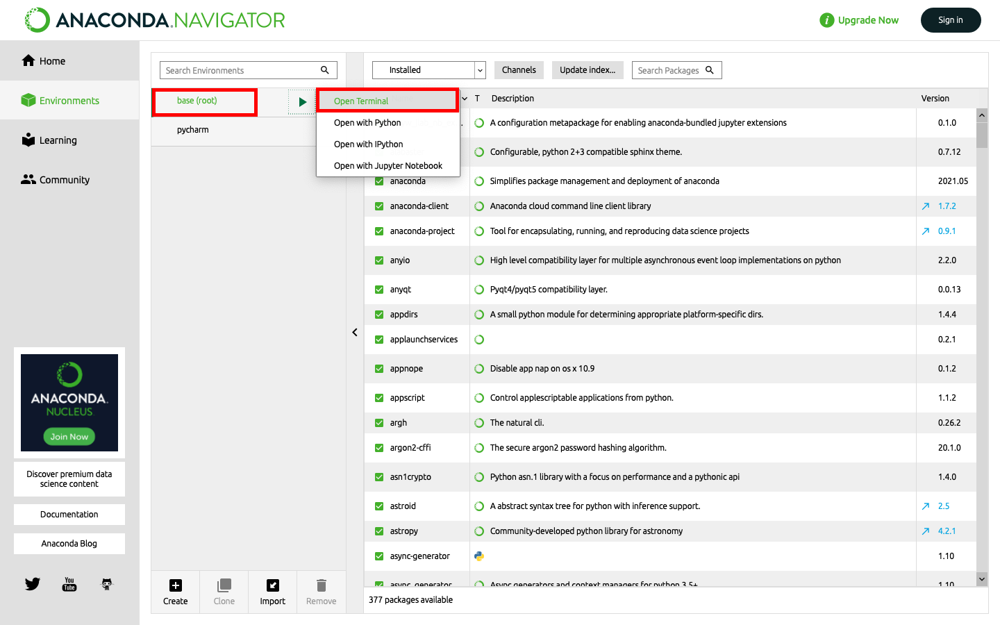 ANACONDA.NAVIGATOR
Upgrade Now
Sign in
Home
Environments
Learning
Community
ANACONDA.
NUCLEUS
Join Now
Discover premium data
science content
Documentation
Anaconda Blog
You
Tube
Search Environments
base (root)
pycharm
Open Terminal
Open with Python
Open with IPython
Open with Jupyter Notebook
Create
Clone
Import
Remove
Installed
Channels
Update index...
Search Packages
T Description Version
. A configuration metapackage for enabling anaconda-bundled jupyter extensions 0.1.0
Configurable, python 2+3 compatible sphinx theme. 0.7.12
anaconda Simplifies package management and deployment of anaconda 2021.05
anaconda-client Anaconda cloud command line client library 1.7.2
anaconda-project Tool for encapsulating, running, and reproducing data science projects 0.9.1
anyio High level compatibility layer for multiple asynchronous event loop implementations on python 2.2.0
anyqt Pyqt4/pyqt5 compatibility layer. 0.0.13
appdirs A small python module for determining appropriate platform-specific dirs. 1.4.4
applaunchservices 0.2.1
appnope Disable app nap on os x 10.9 0.1.2
appscript Control applescriptable applications from python. 1.1.2
argh The natural cli. 0.26.2
argon2-cffi The secure argon2 password hashing algorithm. 20.1.0
asn1crypto Python asn.1 library with a focus on performance and a pythonic api 1.4.0
astroid A abstract syntax tree for python with inference support. 2.5
astropy Community-developed python library for astronomy 4.2.1
async-generator 1.10
async_generator Async generators and context managers for python 3.5+ 1.10
377 packages available